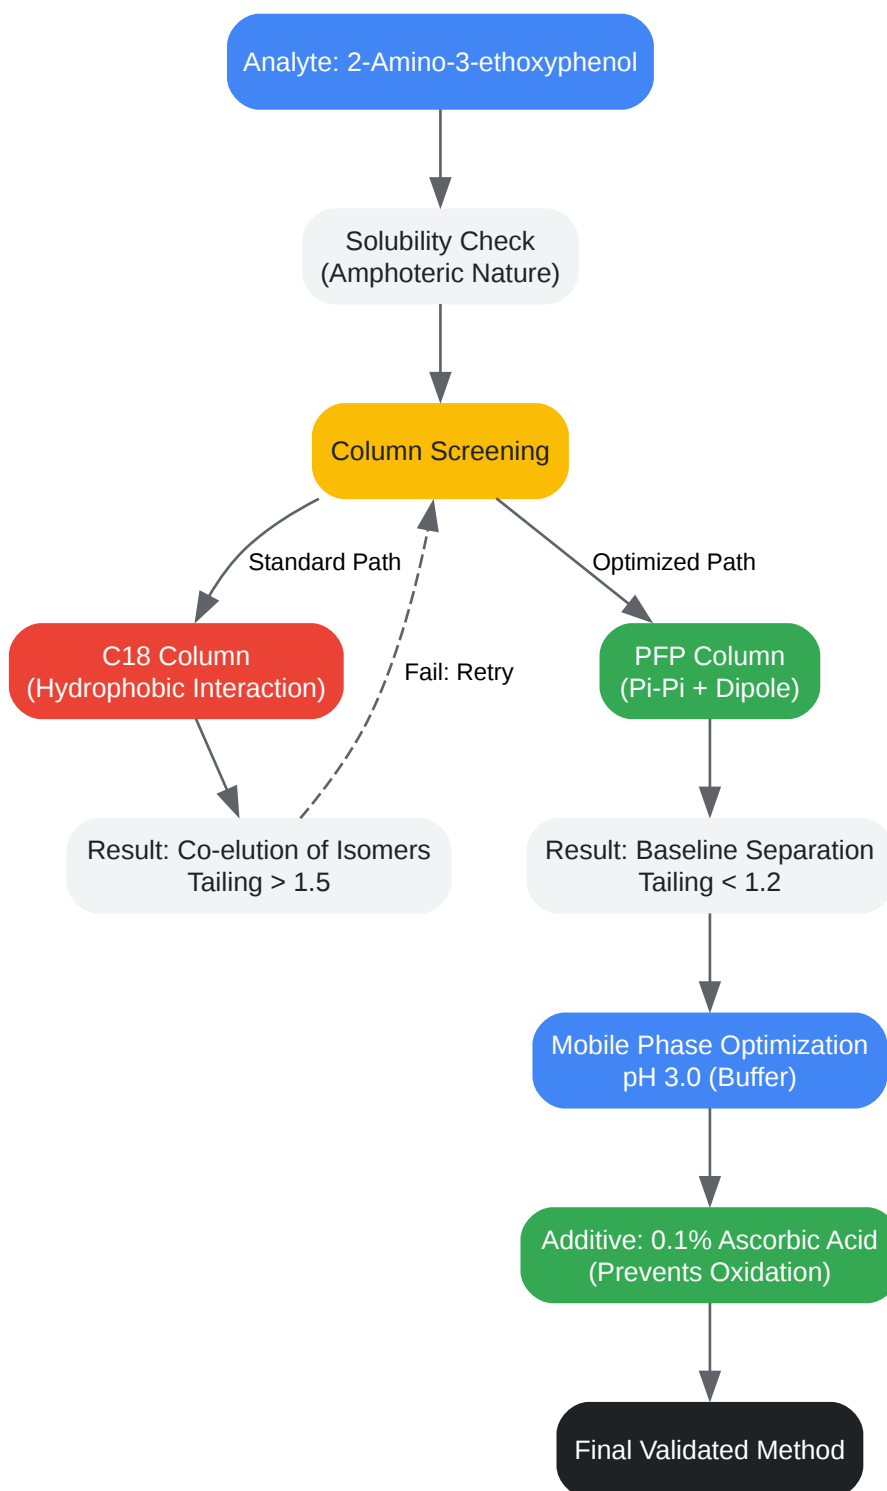 Analyte: 2-Amino-3-ethoxyphenol
Solubility Check
(Amphoteric Nature)
Column Screening
Standard Path
Optimized Path
C18 Column
(Hydrophobic Interaction)
Fail: Retry
PFP Column
(Pi-Pi + Dipole)
Result: Co-elution of Isomers
Tailing > 1.5
Result: Baseline Separation
Tailing < 1.2
Mobile Phase Optimization
pH 3.0 (Buffer)
Additive: 0.1% Ascorbic Acid
(Prevents Oxidation)
Final Validated Method